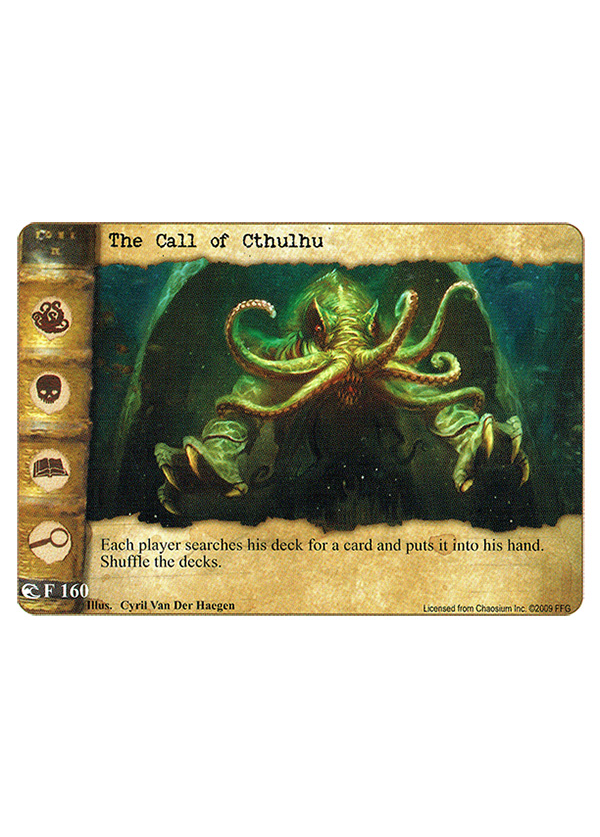 The Call of Cthulhu
IX
Each player searches his deck for a card and puts it into his hand.
Shuffle the decks.
F 160
Illus. Cyril Van Der Haegen
Licensed from Chaosium Inc. ©2009 FFG